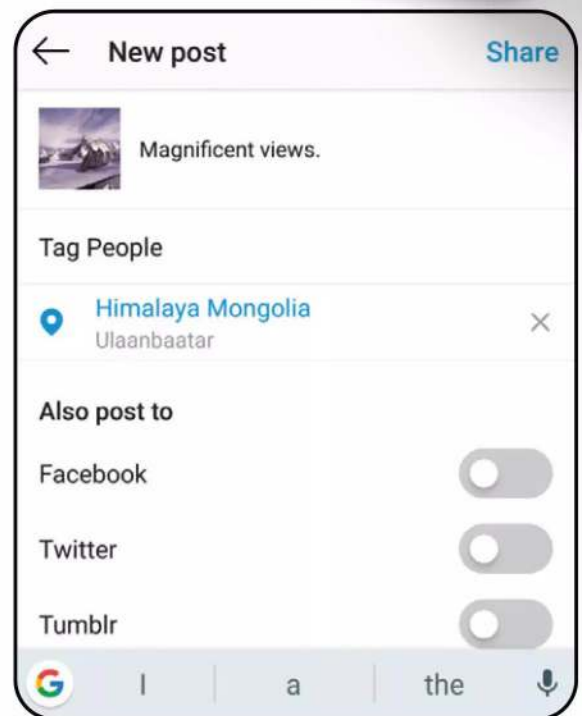 New post
Share
Magnificent views.
Tag People
Himalaya Mongolia
Ulaanbaatar
Also post to
Facebook
Twitter
Tumblr
G I a the